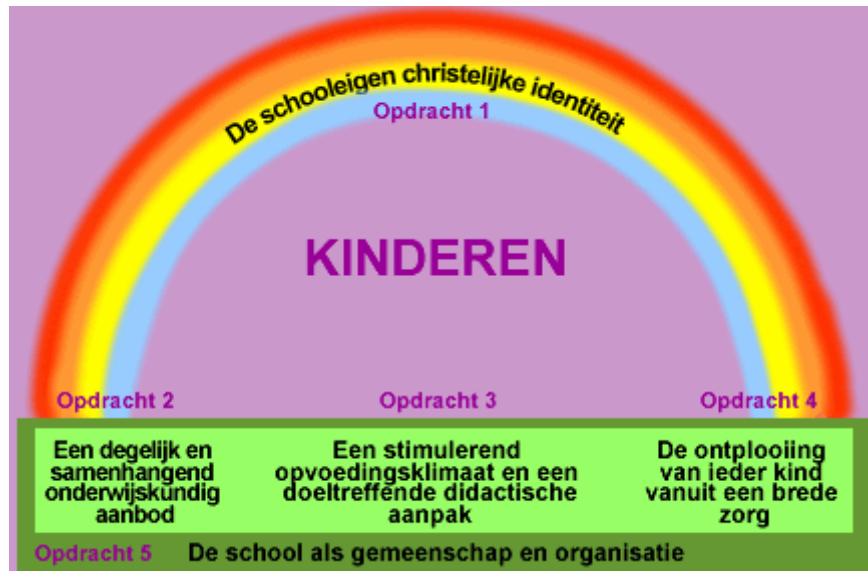 De schooleigen christelijke identiteit
Opdracht 1
KINDEREN
Opdracht 2
Opdracht 3
Opdracht 4
Een degelijk en
samenhangend
onderwijskundig
aanbod
Een stimulerend
opvoedingsklimaat en een
doeltreffende didactische
aanpak
De ontplooiing
van ieder kind
vanuit een brede
zorg
Opdracht 5 De school als gemeenschap en organisatie